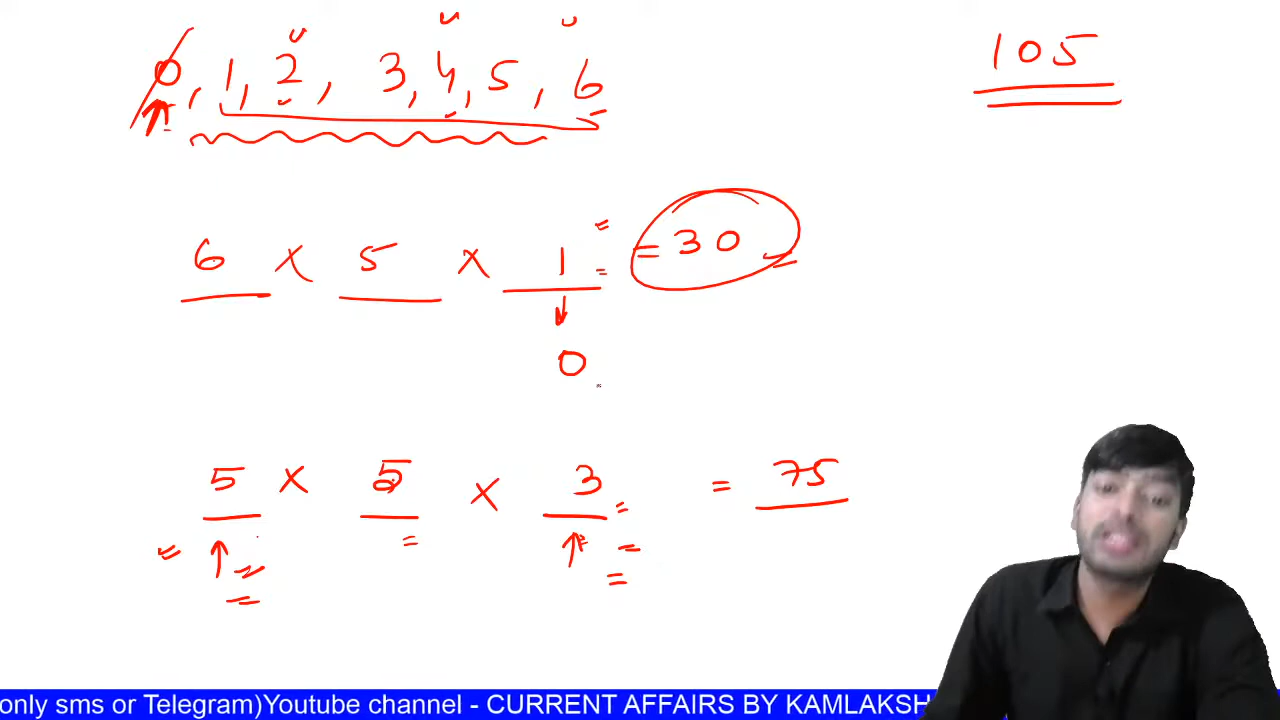 0, 1, 2, 3, 4, 5, 6
105
6 × 5 × 1 = 30
0
5 × 5 × 3 = 75
only sms or Telegram)Youtube channel - CURRENT AFFAIRS BY KAMLAKSH